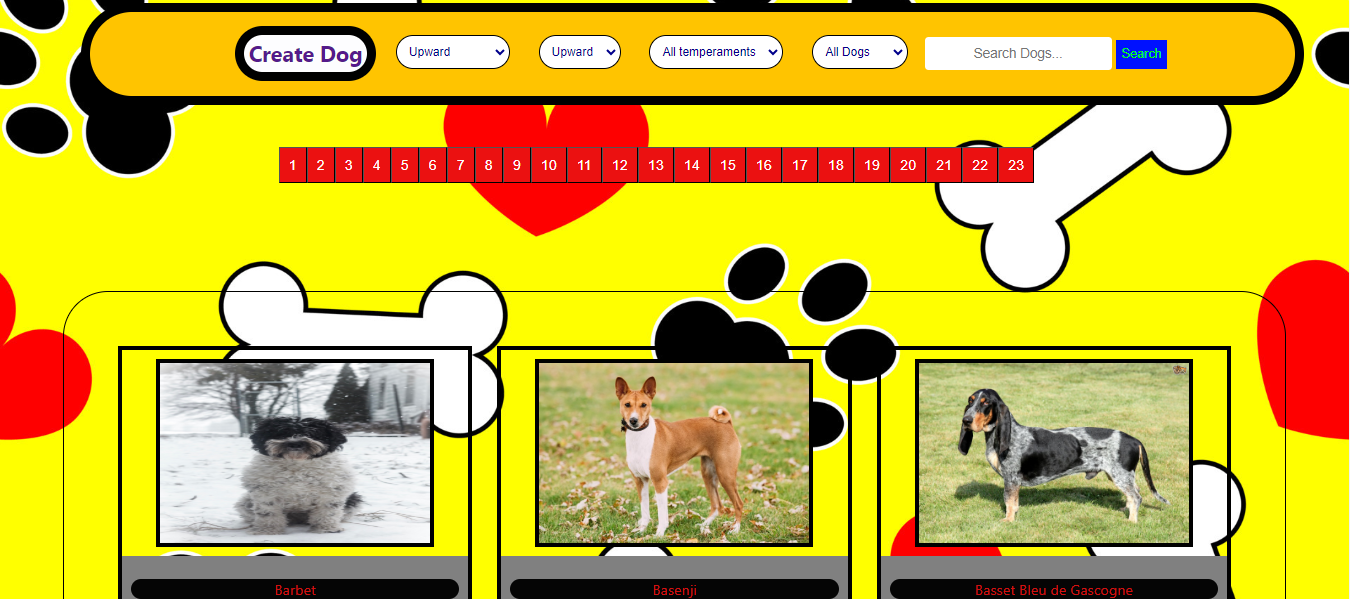 Create Dog Upward Upward All temperaments All Dogs Search Dogs... Search
1 2 3 4 5 6 7 8 9 10 11 12 13 14 15 16 17 18 19 20 21 22 23
Barbet Basenji Basset Bleu de Gascogne